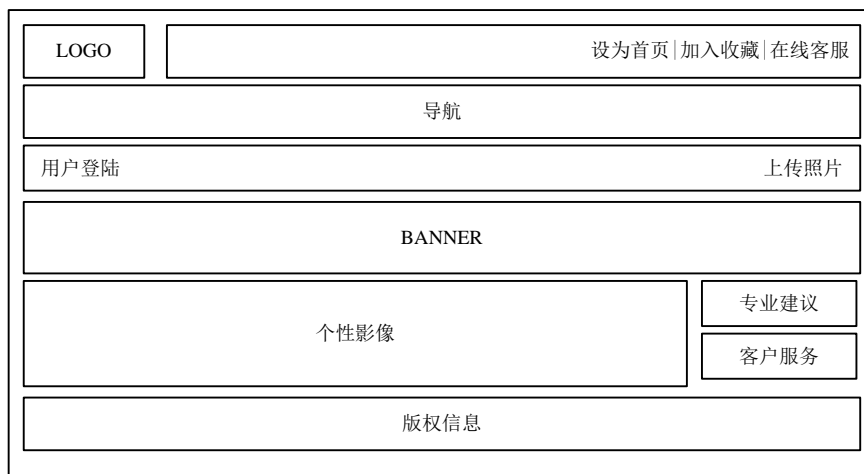 LOGO
设为首页|加入收藏|在线客服
导航
用户登陆 上传照片
BANNER
个性影像
专业建议
客户服务
版权信息